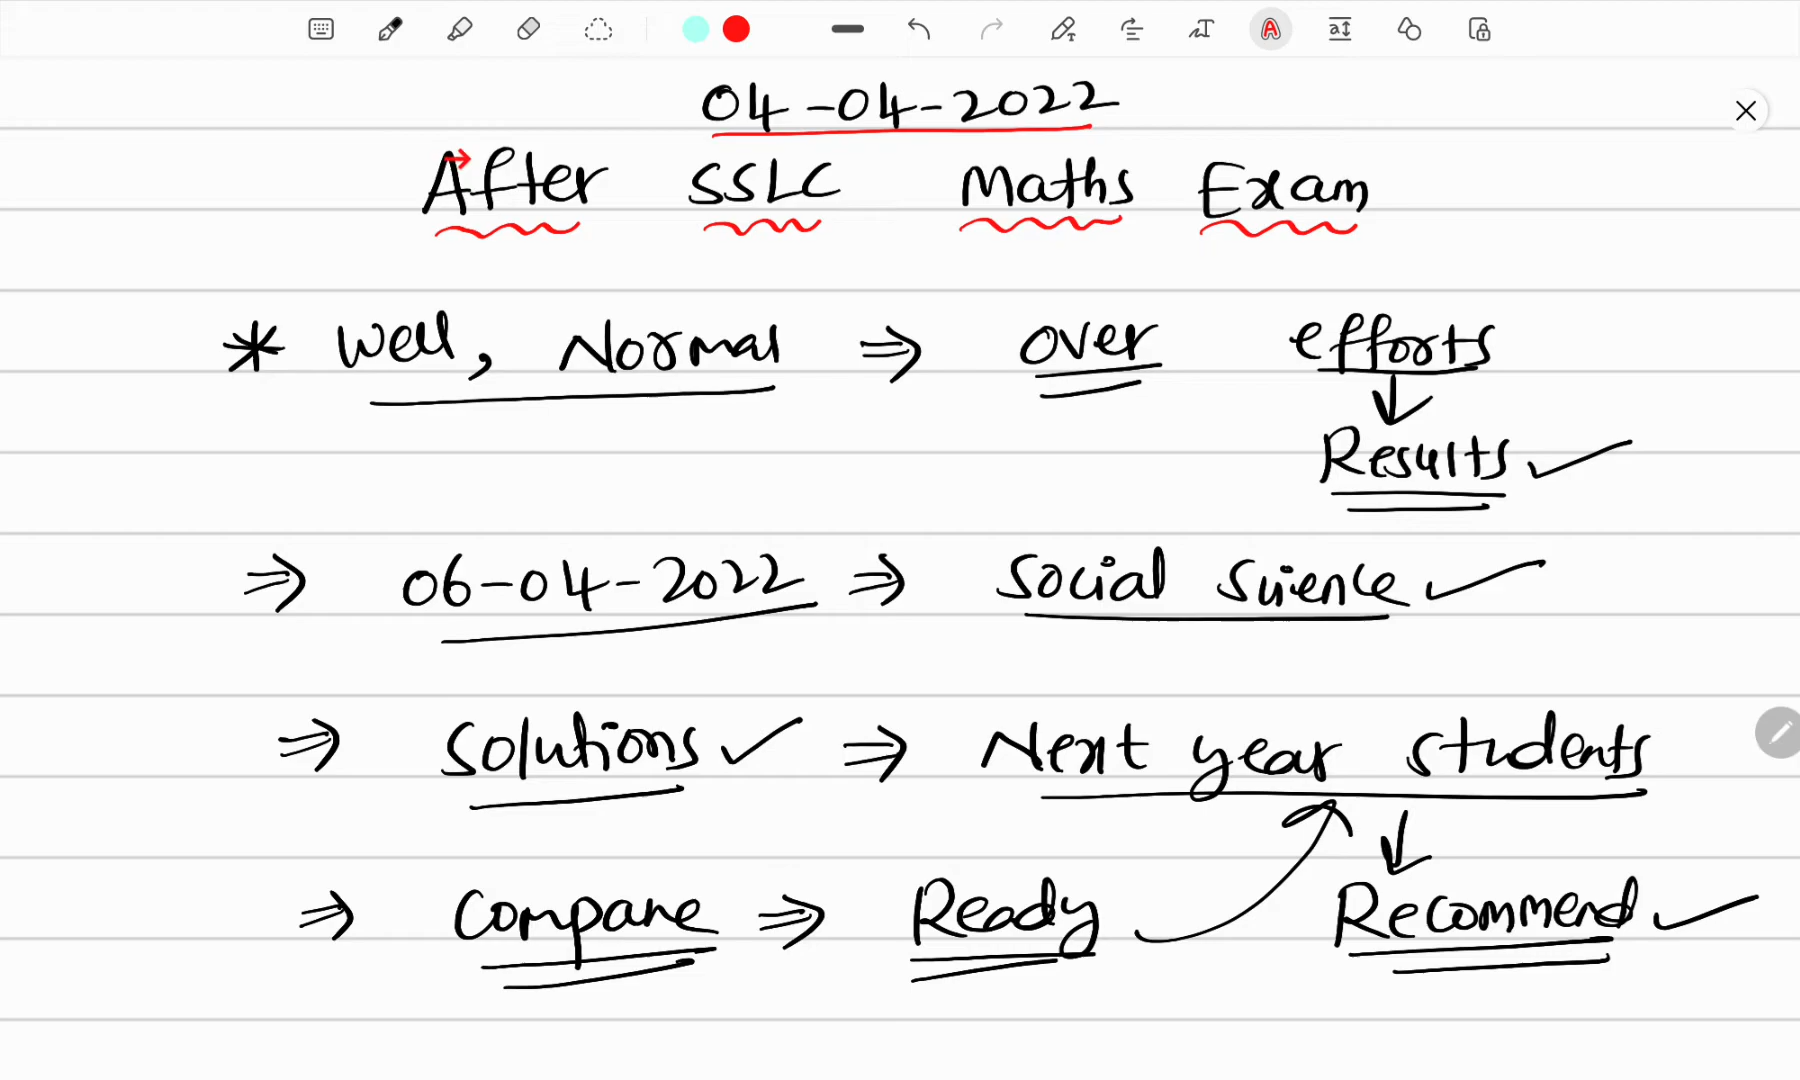 04-04-2022
After SSLC Maths Exam
* Well, Normal ⇒ over efforts
↓
Results ✓
⇒ 06-04-2022 ⇒ Social Science ✓
⇒ Solutions ✓ ⇒ Next year students
↓
⇒ Compare ⇒ Ready Recommend ✓